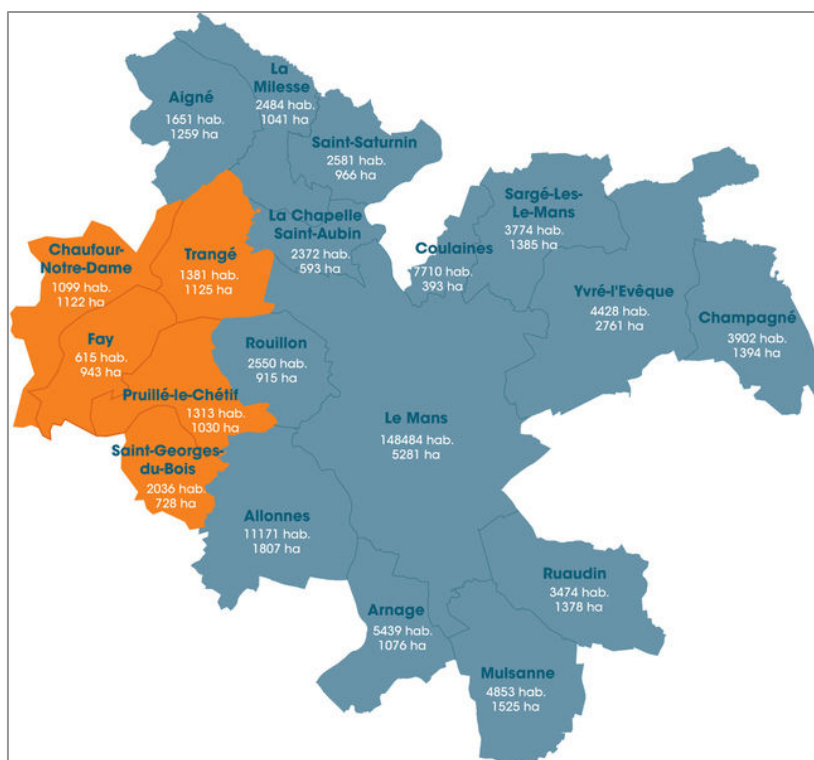 La
Milesse
2484 hab.
1041 ha
Aigné
1651 hab.
1259 ha
Saint-Saturnin
2581 hab.
966 ha
Sargé-Les-
Le-Mans
3774 hab.
1385 ha
La Chapelle
Saint-Aubin
2372 hab.
593 ha
Coulaines
7710 hab.
393 ha
Chaufour-
Notre-Dame
1099 hab.
1122 ha
Trangé
1381 hab.
1125 ha
Yvré-l'Evêque
4428 hab.
2761 ha
Champagné
3902 hab.
1394 ha
Fay
615 hab.
943 ha
Rouillon
2550 hab.
915 ha
Pruillé-le-Chétif
1313 hab.
1030 ha
Le Mans
148484 hab.
5281 ha
Saint-Georges-
du-Bois
2036 hab.
728 ha
Allonnes
11171 hab.
1807 ha
Ruaudin
3474 hab.
1378 ha
Arnage
5439 hab.
1076 ha
Mulsanne
4853 hab.
1525 ha